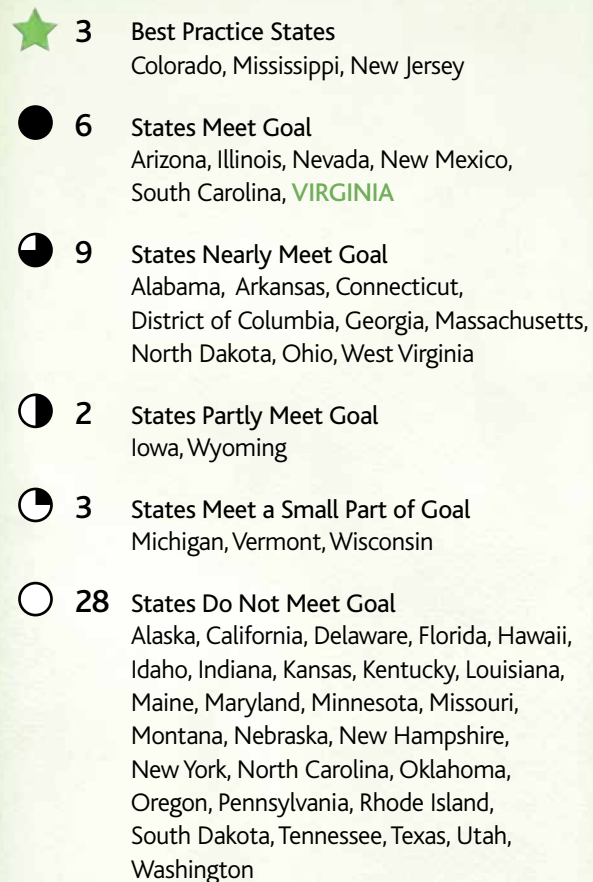 3 Best Practice States
Colorado, Mississippi, New Jersey
6 States Meet Goal
Arizona, Illinois, Nevada, New Mexico,
South Carolina, VIRGINIA
9 States Nearly Meet Goal
Alabama, Arkansas, Connecticut,
District of Columbia, Georgia, Massachusetts,
North Dakota, Ohio, West Virginia
2 States Partly Meet Goal
Iowa, Wyoming
3 States Meet a Small Part of Goal
Michigan, Vermont, Wisconsin
28 States Do Not Meet Goal
Alaska, California, Delaware, Florida, Hawaii,
Idaho, Indiana, Kansas, Kentucky, Louisiana,
Maine, Maryland, Minnesota, Missouri,
Montana, Nebraska, New Hampshire,
New York, North Carolina, Oklahoma,
Oregon, Pennsylvania, Rhode Island,
South Dakota, Tennessee, Texas, Utah,
Washington